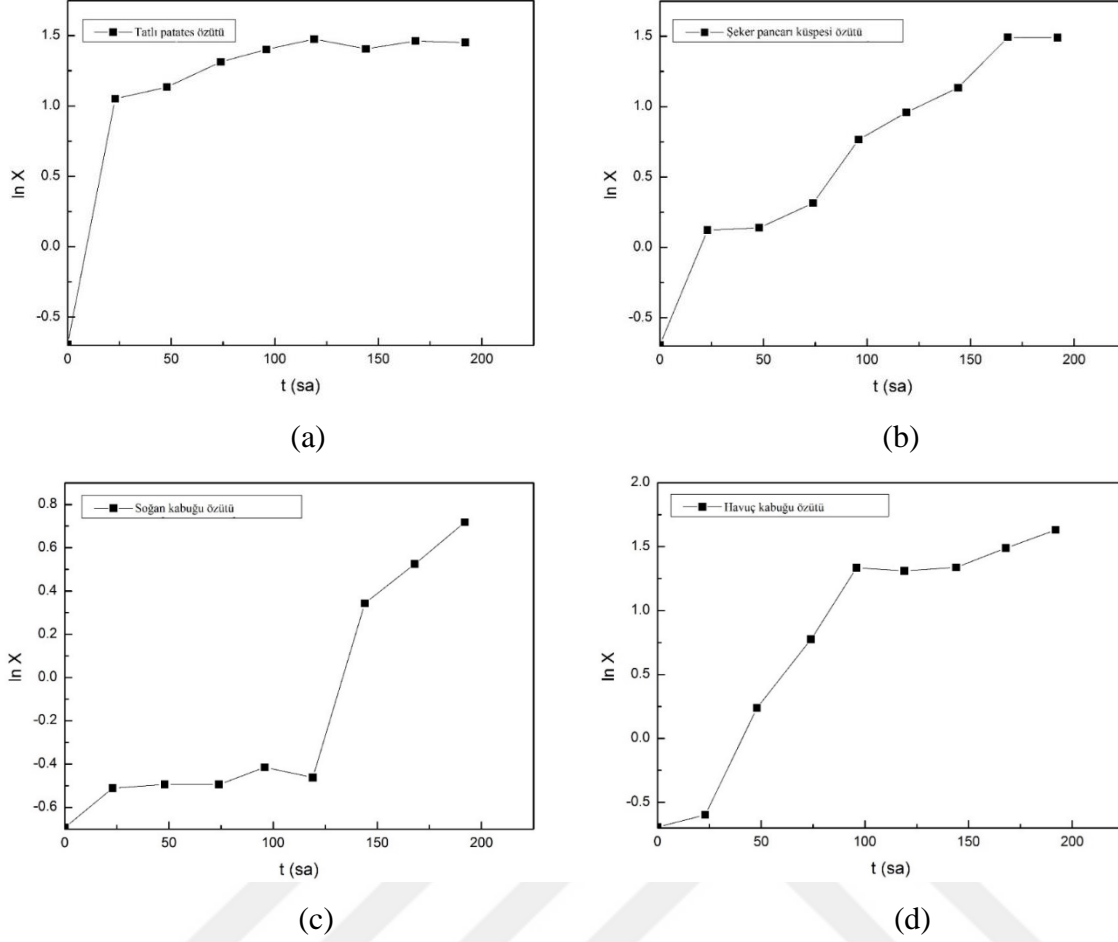 Tatlı patates özütü
1.5
1.0
0.5
0.0
-0.5
ln X
0 50 100 150 200
t (sa)
(a)
Şeker pancarı küspesi özütü
1.5
1.0
0.5
0.0
-0.5
ln X
0 50 100 150 200
t (sa)
(b)
Soğan kabuğu özütü
0.8
0.6
0.4
0.2
0.0
-0.2
-0.4
-0.6
ln X
0 50 100 150 200
t (sa)
(c)
Havuç kabuğu özütü
2.0
1.5
1.0
0.5
0.0
-0.5
ln X
0 50 100 150 200
t (sa)
(d)